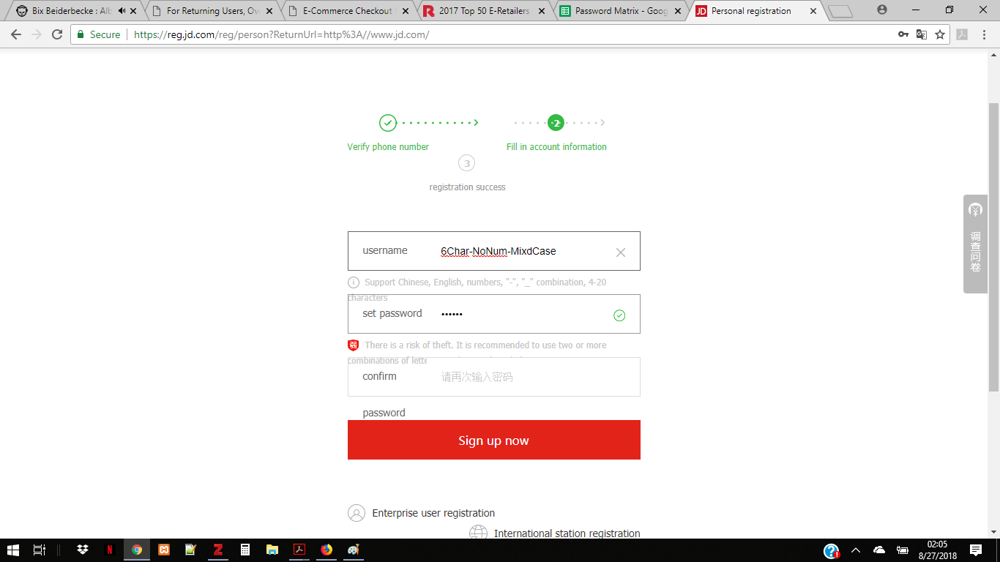 Bix Beiderbecke : Alb
For Returning Users, Ov
E-Commerce Checkout
2017 Top 50 E-Retailers
Password Matrix - Goog
JD Personal registration
Secure https://reg.jd.com/reg/person?ReturnUrl=http%3A//www.jd.com/
2
Verify phone number
Fill in account information
3
registration success
调查问卷
username 6Char-NoNum-MixdCase
Support Chinese, English, numbers, "-", "_" combination, 4-20
characters
set password ••••••
There is a risk of theft. It is recommended to use two or more
combinations of
confirm 请再次输入密码
password
Sign up now
Enterprise user registration
International station registration
02:05
8/27/2018